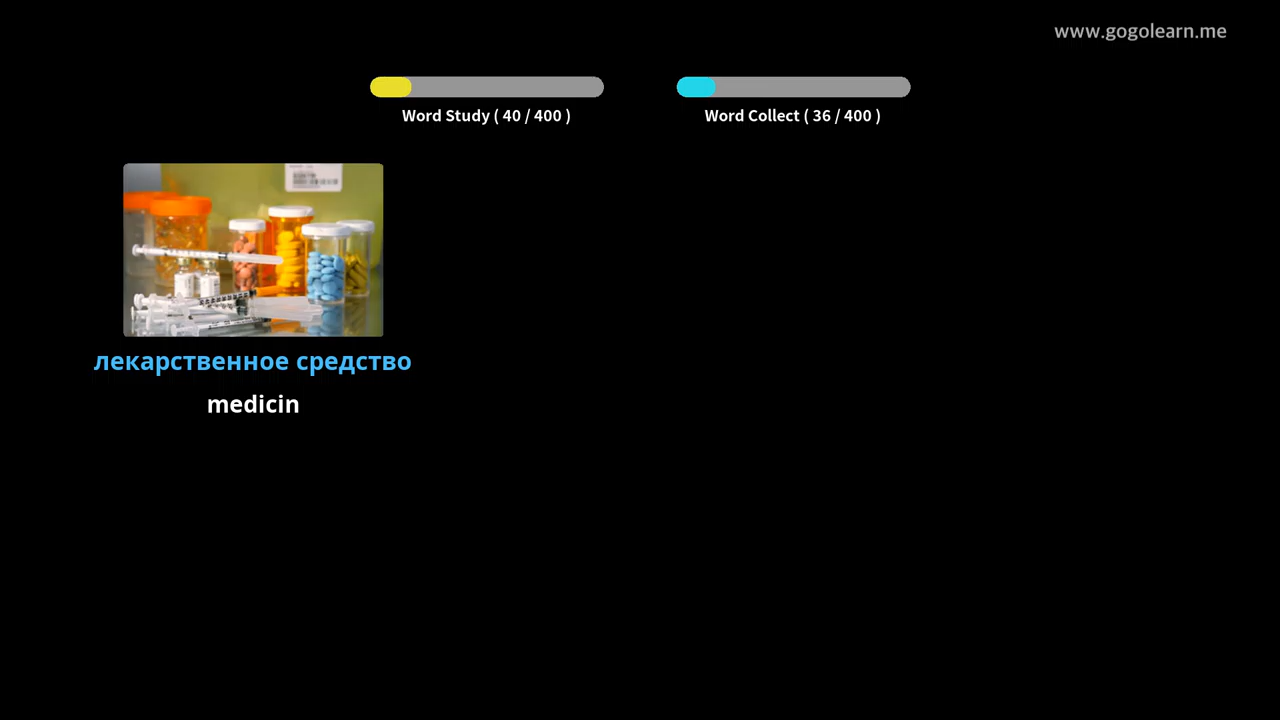 www.gogolearn.me
Word Study ( 40 / 400 )
Word Collect ( 36 / 400 )
лекарственное средство
medicin